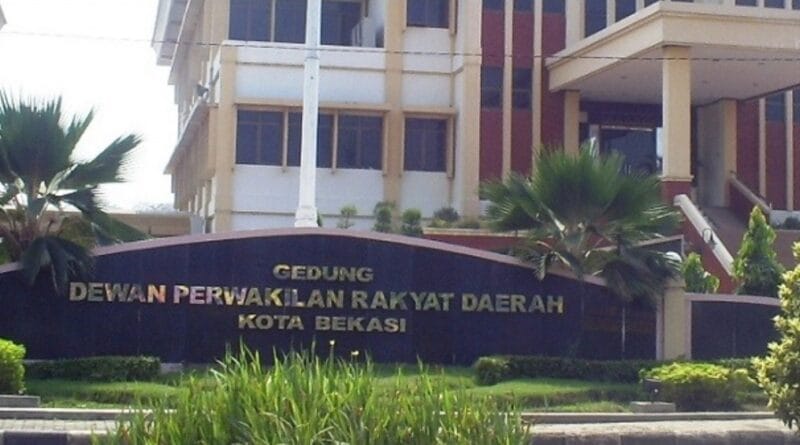 GEDUNG
DEWAN PERWAKILAN RAKYAT DAERAH
KOTA BEKASI